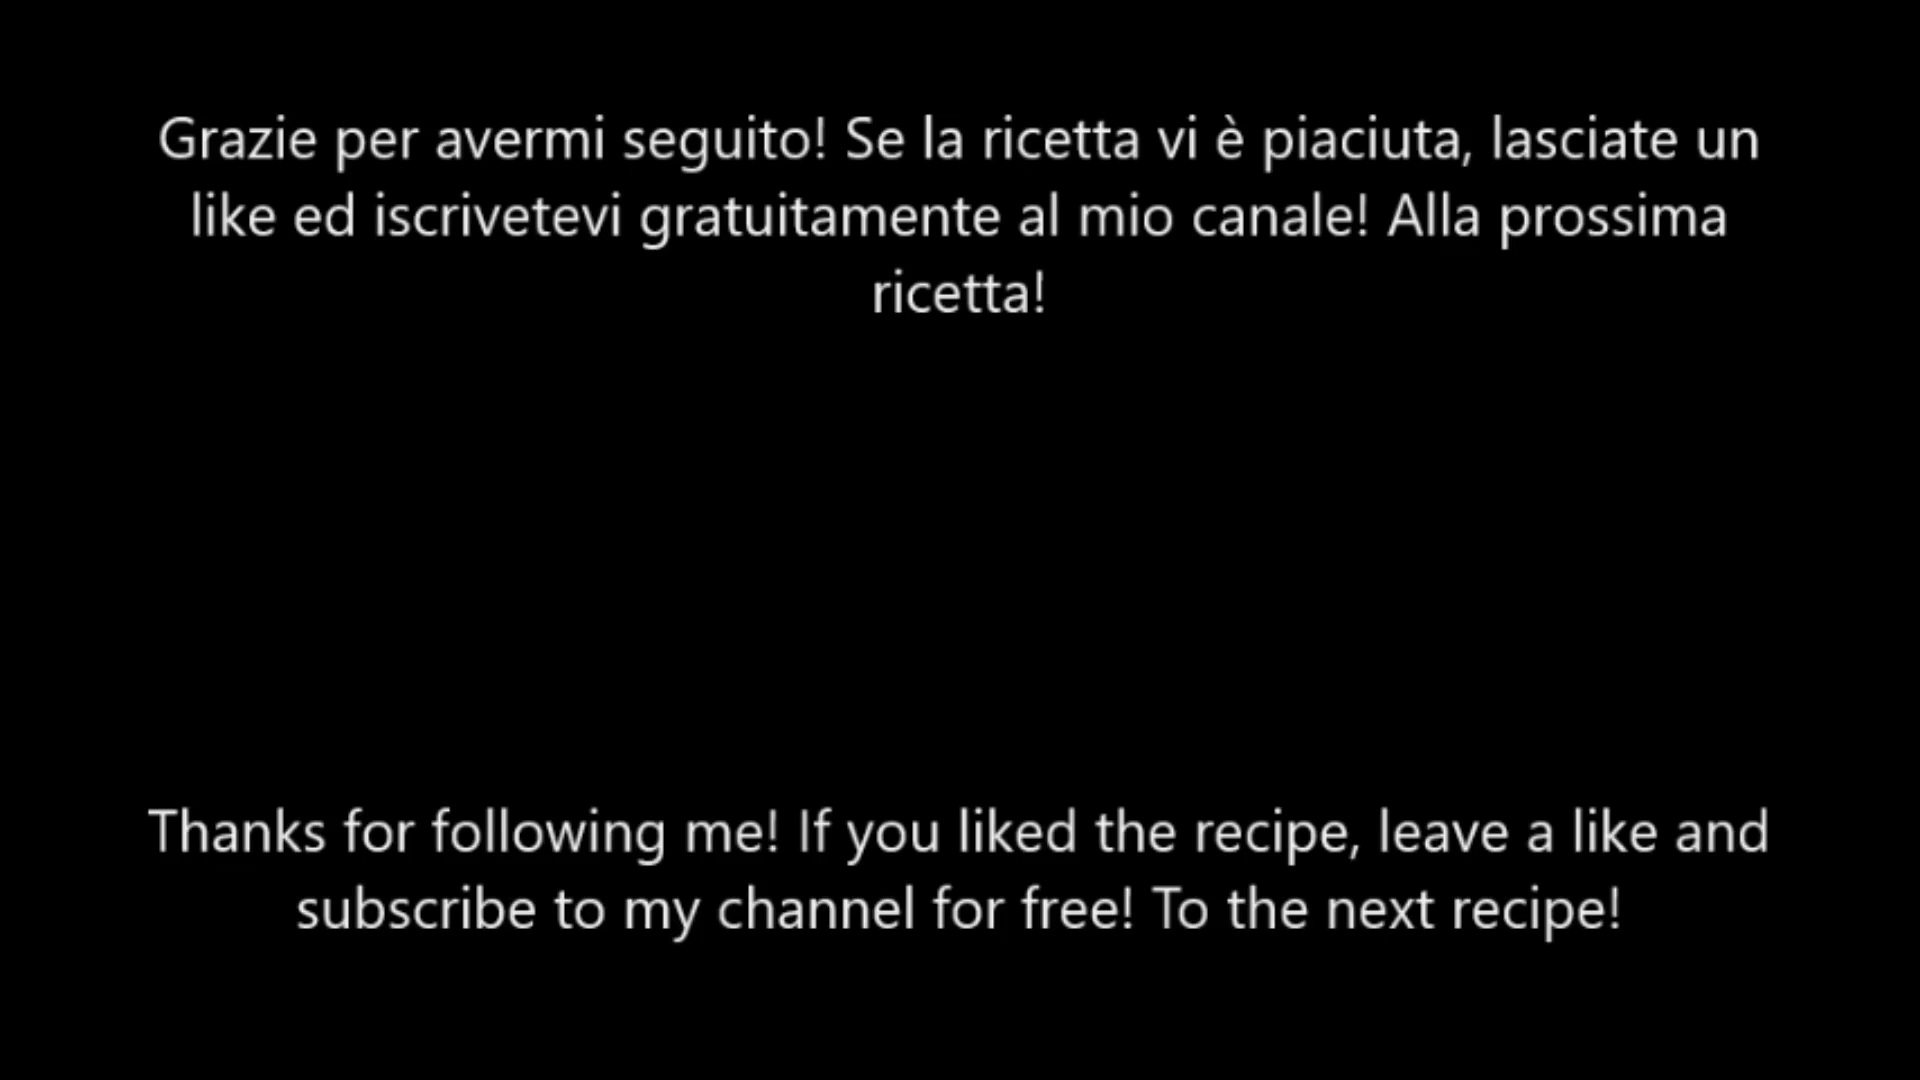 Grazie per avermi seguito! Se la ricetta vi è piaciuta, lasciate un
like ed iscrivetevi gratuitamente al mio canale! Alla prossima
ricetta!
Thanks for following me! If you liked the recipe, leave a like and
subscribe to my channel for free! To the next recipe!